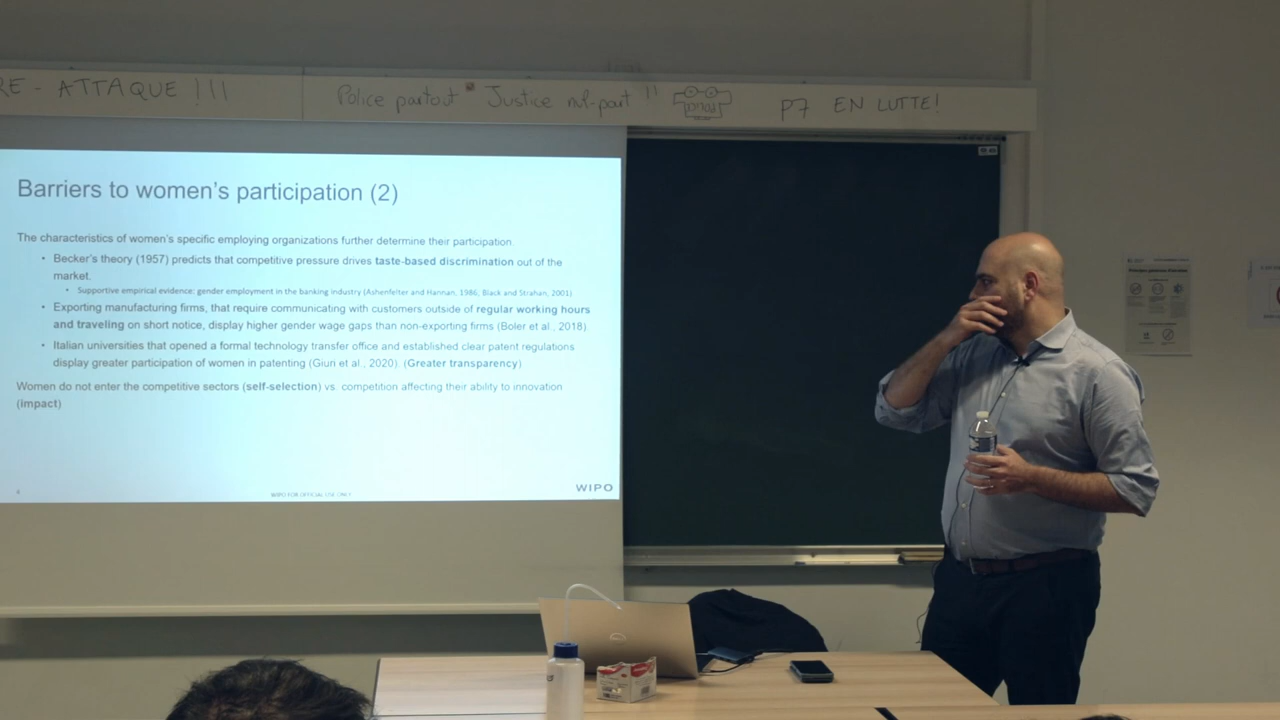 RE - ATTAQUE !!!
Police partout Justice nul-part !!
P7 EN LUTTE!
Barriers to women's participation (2)
The characteristics of women's specific employing organizations further determine their participation.
• Becker's theory (1957) predicts that competitive pressure drives taste-based discrimination out of the
market.
• Supportive empirical evidence: gender employment in the banking industry (Ashenfelter and Hannan, 1986; Black and Strahan, 2001)
• Exporting manufacturing firms, that require communicating with customers outside of regular working hours
and traveling on short notice, display higher gender wage gaps than non-exporting firms (Boler et al., 2018)
• Italian universities that opened a formal technology transfer office and established clear patent regulations
display greater participation of women in patenting (Giuri et al., 2020). (Greater transparency)
Women do not enter the competitive sectors (self-selection) vs. competition affecting their ability to innovation
(impact)
WIPO FOR OFFICIAL USE ONLY
WIPO